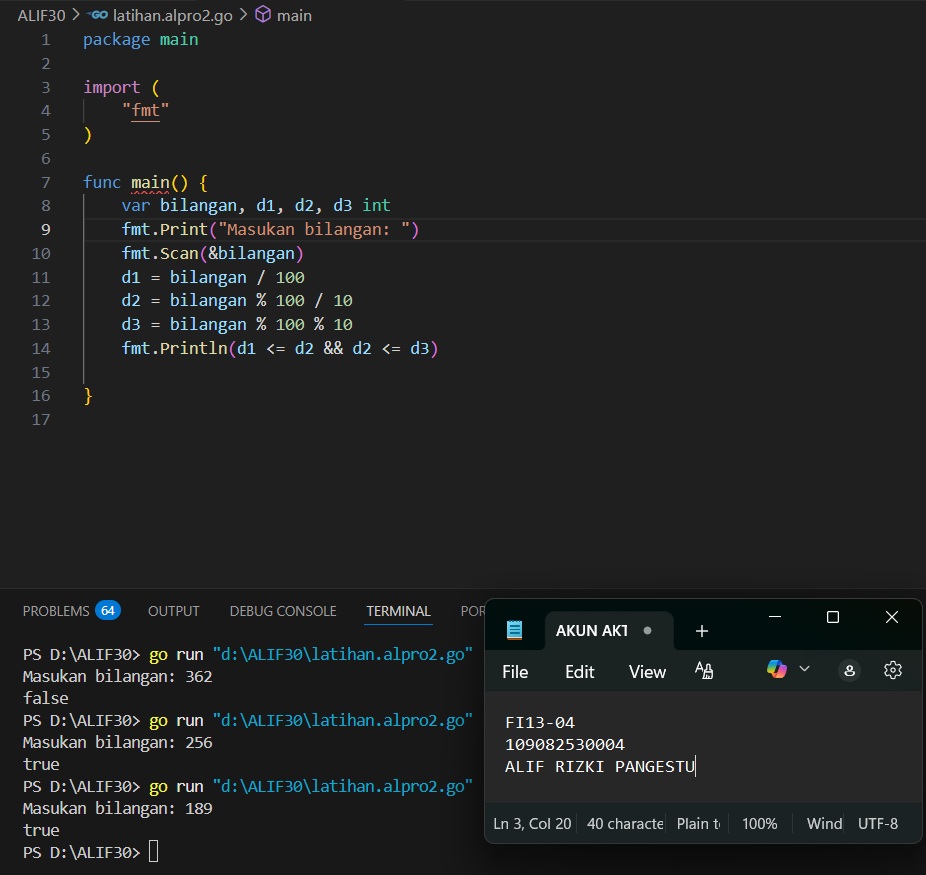 ALIF30 > latihan.alpro2.go > main
1 package main
2
3 import (
4 "fmt"
5 )
6
7 func main() {
8 var bilangan, d1, d2, d3 int
9 fmt.Print("Masukan bilangan: ")
10 fmt.Scan(&bilangan)
11 d1 = bilangan / 100
12 d2 = bilangan % 100 / 10
13 d3 = bilangan % 100 % 10
14 fmt.Println(d1 <= d2 && d2 <= d3)
15
16 }
17
PROBLEMS 64 OUTPUT DEBUG CONSOLE TERMINAL POR
PS D:\ALIF30> go run "d:\ALIF30\latihan.alpro2.go"
Masukan bilangan: 362
false
PS D:\ALIF30> go run "d:\ALIF30\latihan.alpro2.go"
Masukan bilangan: 256
true
PS D:\ALIF30> go run "d:\ALIF30\latihan.alpro2.go"
Masukan bilangan: 189
true
PS D:\ALIF30>
AKUN AKT
File Edit View
FI13-04
109082530004
ALIF RIZKI PANGESTU
Ln 3, Col 20 40 characte Plain t 100% Wind UTF-8